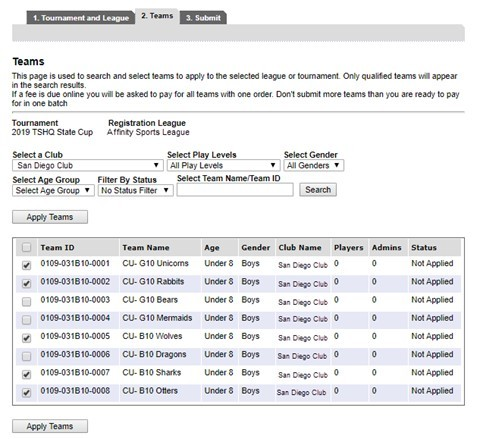 1. Tournament and League 2. Teams 3. Submit
Teams
This page is used to search and select teams to apply to the selected league or tournament. Only qualified teams will appear
in the search results.
If a fee is due online you will be asked to pay for all teams with one order. Don't submit more teams than you are ready to pay
for in one batch
Tournament Registration League
2019 TSHQ State Cup Affinity Sports League
Select a Club Select Play Levels Select Gender
San Diego Club All Play Levels All Genders
Select Age Group Filter By Status Select Team Name/Team ID
Select Age Group No Status Filter Search
Apply Teams
Team ID Team Name Age Gender Club Name Players Admins Status
0109-031B10-0001 CU- G10 Unicorns Under 8 Boys San Diego Club 0 0 Not Applied
0109-031B10-0002 CU- G10 Rabbits Under 8 Boys San Diego Club 0 0 Not Applied
0109-031B10-0003 CU- G10 Bears Under 8 Boys San Diego Club 0 0 Not Applied
0109-031B10-0004 CU- G10 Mermaids Under 8 Boys San Diego Club 0 0 Not Applied
0109-031B10-0005 CU- B10 Wolves Under 8 Boys San Diego Club 0 0 Not Applied
0109-031B10-0006 CU- B10 Dragons Under 8 Boys San Diego Club 0 0 Not Applied
0109-031B10-0007 CU- B10 Sharks Under 8 Boys San Diego Club 0 0 Not Applied
0109-031B10-0008 CU- B10 Otters Under 8 Boys San Diego Club 0 0 Not Applied
Apply Teams